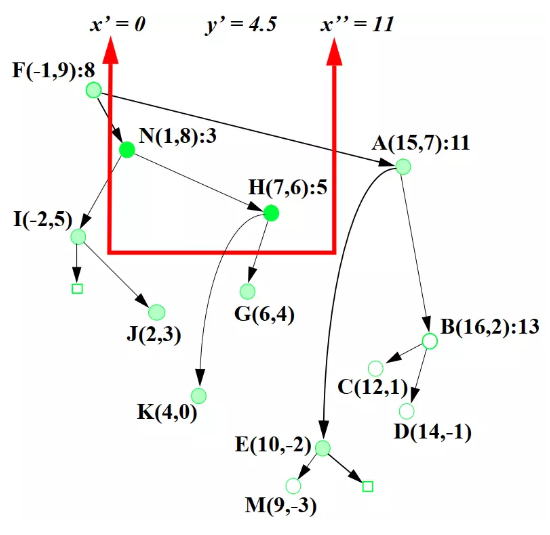 x’ = 0 y’ = 4.5 x’’ = 11
F(-1,9):8
N(1,8):3
A(15,7):11
H(7,6):5
I(-2,5)
G(6,4)
J(2,3)
B(16,2):13
C(12,1)
K(4,0)
D(14,-1)
E(10,-2)
M(9,-3)